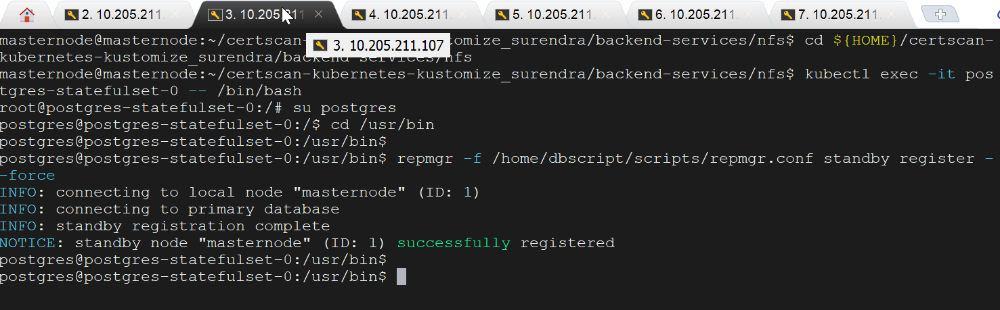 2. 10.205.211.
3. 10.205.211
4. 10.205.211.
5. 10.205.211.
6. 10.205.211.
7. 10.205.211.
masternode@masternode:~/certscan- tomize_surendra/backend-services/nfs$ cd ${HOME}/certscan-
3. 10.205.211.107
kubernetes-kustomize_surendra/backend-services/nfs
masternode@masternode:~/certscan-kubernetes-kustomize_surendra/backend-services/nfs$ kubectl exec -it pos
tgres-statefulset-0 -- /bin/bash
root@postgres-statefulset-0:/# su postgres
postgres@postgres-statefulset-0:/$ cd /usr/bin
postgres@postgres-statefulset-0:/usr/bin$
postgres@postgres-statefulset-0:/usr/bin$ repmgr -f /home/dbscript/scripts/repmgr.conf standby register -
-force
INFO: connecting to local node "masternode" (ID: 1)
INFO: connecting to primary database
INFO: standby registration complete
NOTICE: standby node "masternode" (ID: 1) successfully registered
postgres@postgres-statefulset-0:/usr/bin$
postgres@postgres-statefulset-0:/usr/bin$